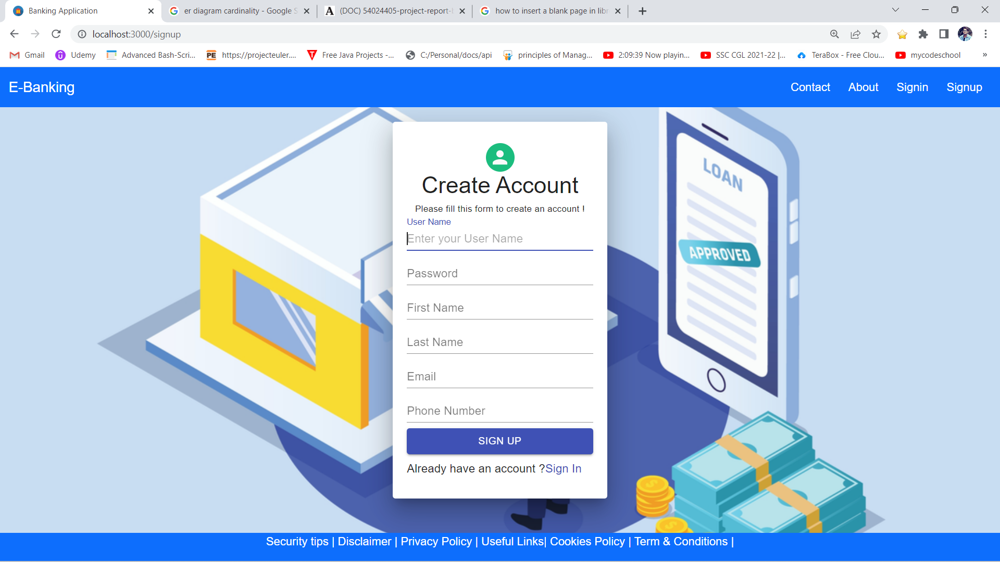 Banking Application
er diagram cardinality - Google S
(DOC) 54024405-project-report-b
how to insert a blank page in libr
localhost:3000/signup
Gmail
Udemy
Advanced Bash-Scri...
PE
https://projecteuler....
Free Java Projects -...
C:/Personal/docs/api
principles of Manag...
2:09:39 Now playin...
SSC CGL 2021-22 |...
TeraBox - Free Clou...
mycodeschool
»
E-Banking
Contact
About
Signin
Signup
LOAN
APPROVED
Create Account
Please fill this form to create an account !
User Name
Enter your User Name
Password
First Name
Last Name
Email
Phone Number
SIGN UP
Already have an account ?Sign In
Security tips | Disclaimer | Privacy Policy | Useful Links| Cookies Policy | Term & Conditions |